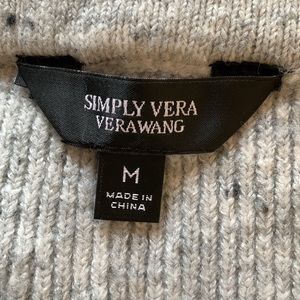 SIMPLY VERA
VERAWANG
M
MADE IN
CHINA